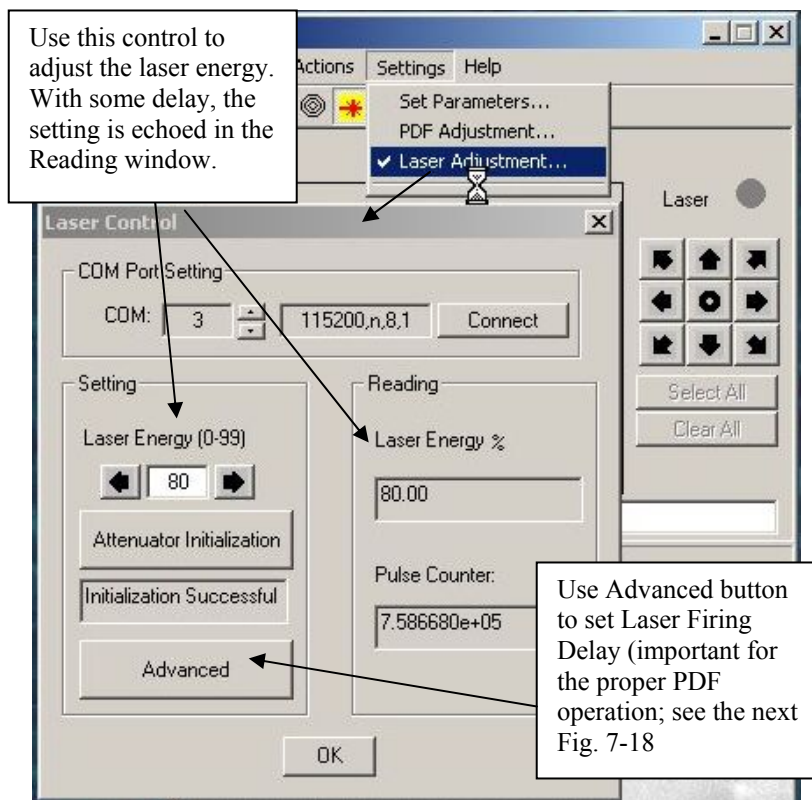 Use this control to
adjust the laser energy.
With some delay, the
setting is echoed in the
Reading window.
Actions Settings Help
Set Parameters...
PDF Adjustment...
Laser Adjustment...
Laser
Laser Control
COM Port Setting
COM: 3 115200,n,8,1 Connect
Select All
Clear All
Setting
Laser Energy (0-99)
80
Attenuator Initialization
Initialization Successful
Advanced
Reading
Laser Energy %
80.00
Pulse Counter:
7.586680e+05
Use Advanced button
to set Laser Firing
Delay (important for
the proper PDF
operation; see the next
Fig. 7-18
OK